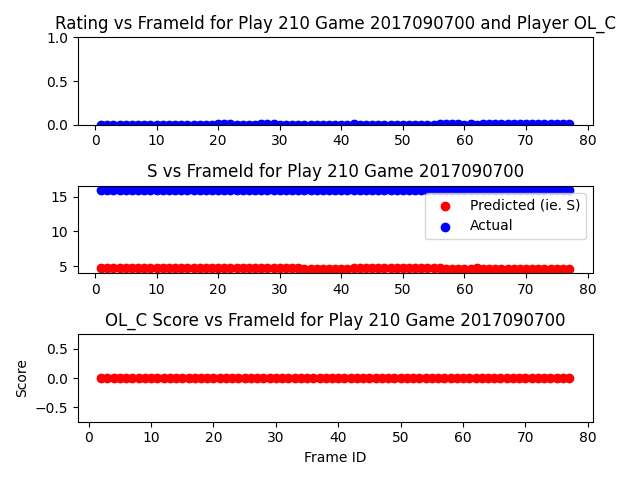 Rating vs FrameId for Play 210 Game 2017090700 and Player OL_C
1.0
0.5
0.0
0 10 20 30 40 50 60 70 80
S vs FrameId for Play 210 Game 2017090700
15
10
5
Predicted (ie. S)
Actual
0 10 20 30 40 50 60 70 80
OL_C Score vs FrameId for Play 210 Game 2017090700
Score
0.5
0.0
−0.5
0 10 20 30 40 50 60 70 80
Frame ID